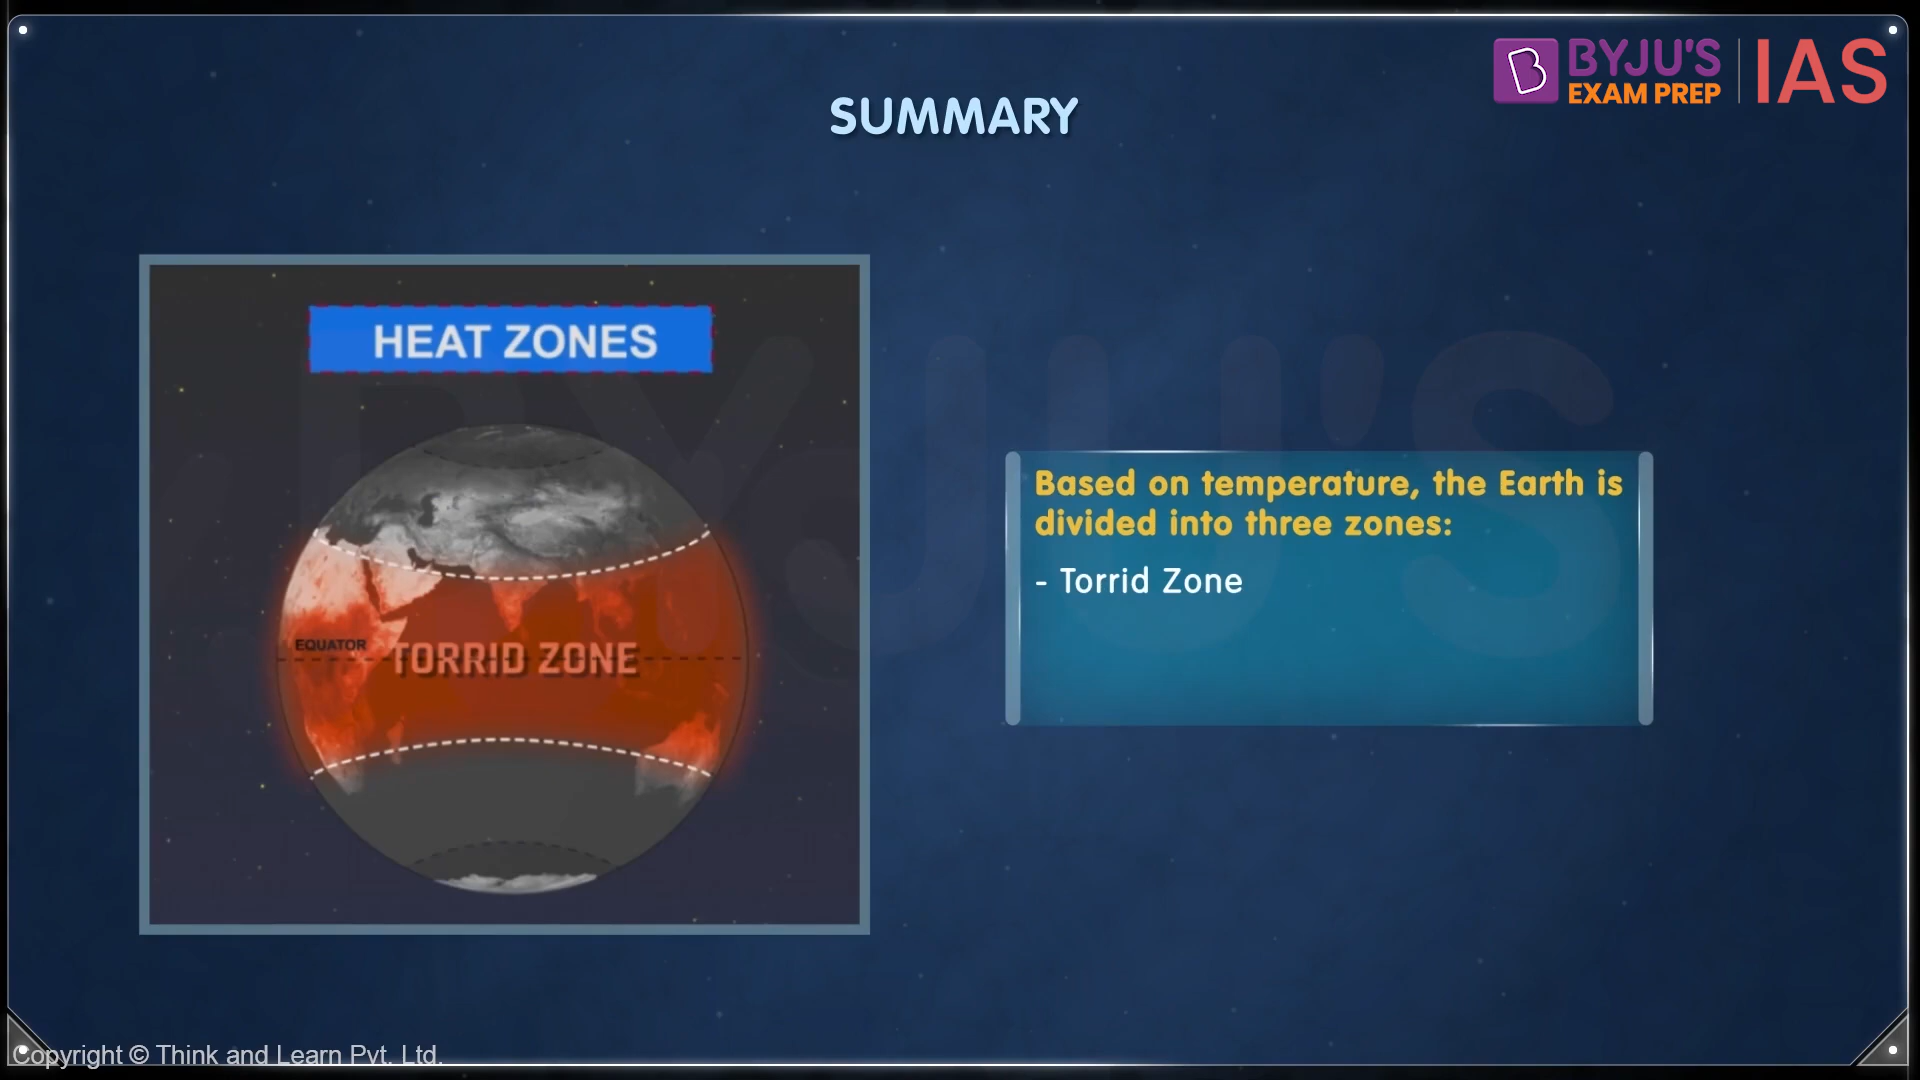 BYJU'S
EXAM PREP
IAS
SUMMARY
HEAT ZONES
Based on temperature, the Earth is
divided into three zones:
- Torrid Zone
EQUATOR
TORRID ZONE
BYJU'S
Copyright © Think and Learn Pvt. Ltd.